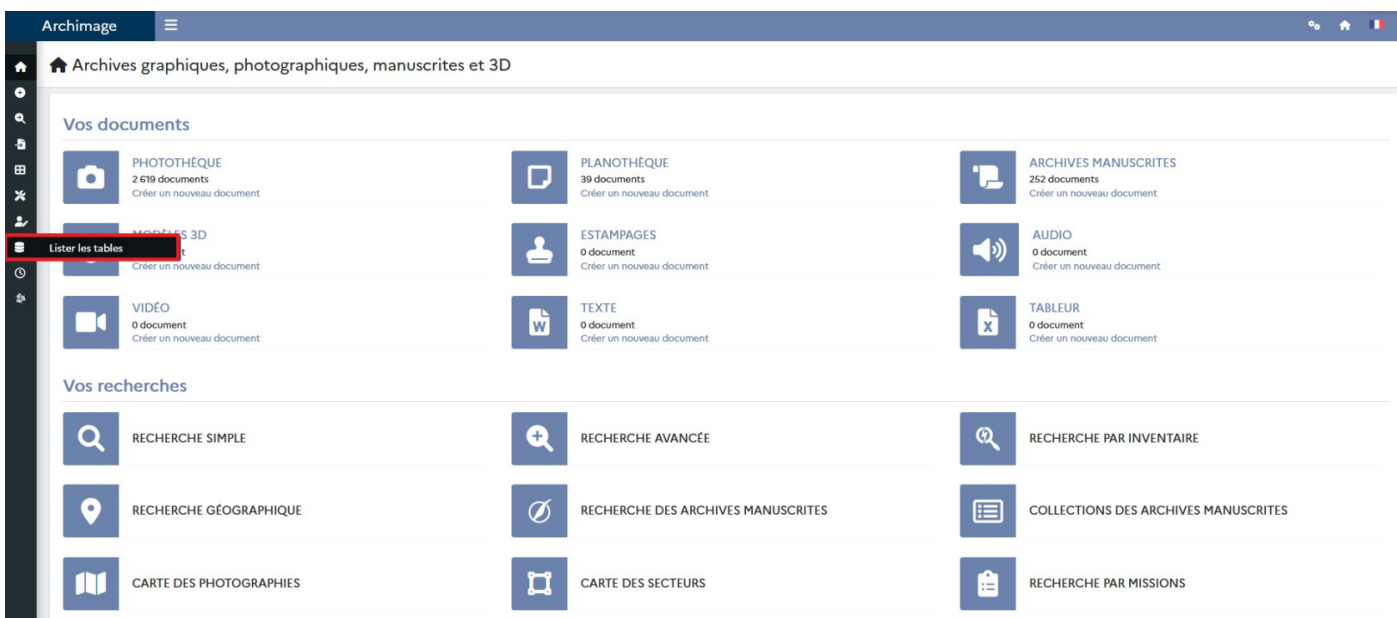 Archimage
Archives graphiques, photographiques, manuscrites et 3D
Vos documents
PHOTOTHÈQUE
2 619 documents
Créer un nouveau document
PLANOTHÈQUE
39 documents
Créer un nouveau document
ARCHIVES MANUSCRITES
252 documents
Créer un nouveau document
Lister les tables
MODÈLES 3D
t
Créer un nouveau document
ESTAMPAGES
0 document
Créer un nouveau document
AUDIO
0 document
Créer un nouveau document
VIDÉO
0 document
Créer un nouveau document
W
TEXTE
0 document
Créer un nouveau document
X
TABLEUR
0 document
Créer un nouveau document
Vos recherches
RECHERCHE SIMPLE
RECHERCHE AVANCÉE
RECHERCHE PAR INVENTAIRE
RECHERCHE GÉOGRAPHIQUE
RECHERCHE DES ARCHIVES MANUSCRITES
COLLECTIONS DES ARCHIVES MANUSCRITES
CARTE DES PHOTOGRAPHIES
CARTE DES SECTEURS
RECHERCHE PAR MISSIONS